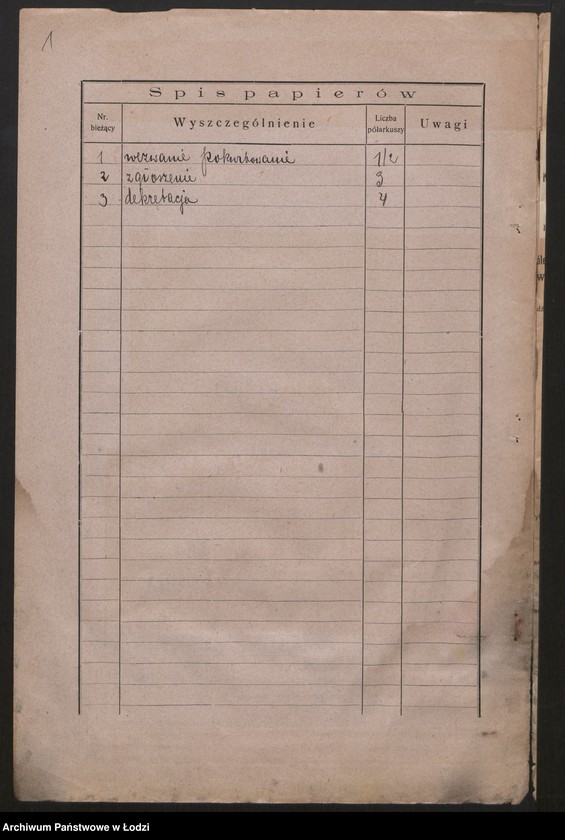 1
Spis papierów
Nr. bieżący Wyszczególnienie Liczba półarkuszy Uwagi
1 wezwanie pokwitowanie 1/2
2 zgłoszenie 3
3 dekretacja 4
Archiwum Państwowe w Łodzi